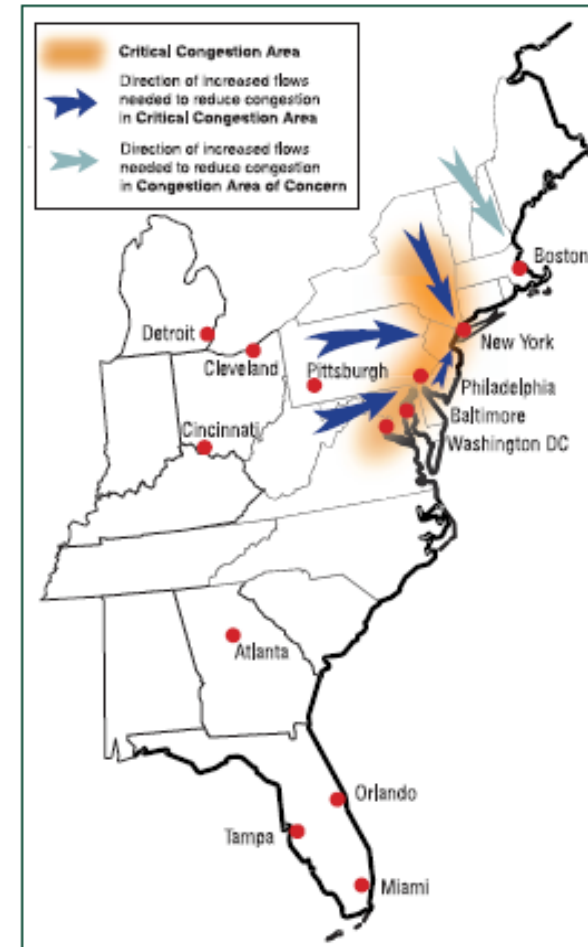 Critical Congestion Area
Direction of increased flows
needed to reduce congestion
in Critical Congestion Area
Direction of increased flows
needed to reduce congestion
in Congestion Area of Concern
Boston
Detroit
New York
Cleveland
Pittsburgh
Philadelphia
Baltimore
Cincinnati
Washington DC
Atlanta
Orlando
Tampa
Miami